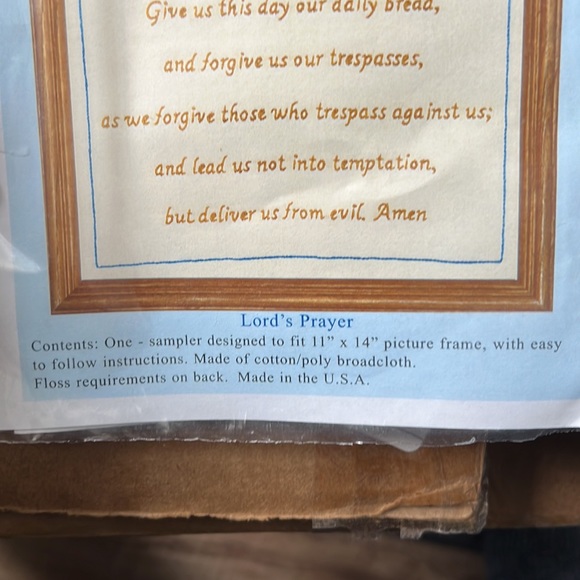 Give us this day our daily bread,
and forgive us our trespasses,
as we forgive those who trespass against us;
and lead us not into temptation,
but deliver us from evil. Amen
Lord's Prayer
Contents: One - sampler designed to fit 11" x 14" picture frame, with easy
to follow instructions. Made of cotton/poly broadcloth.
Floss requirements on back. Made in the U.S.A.